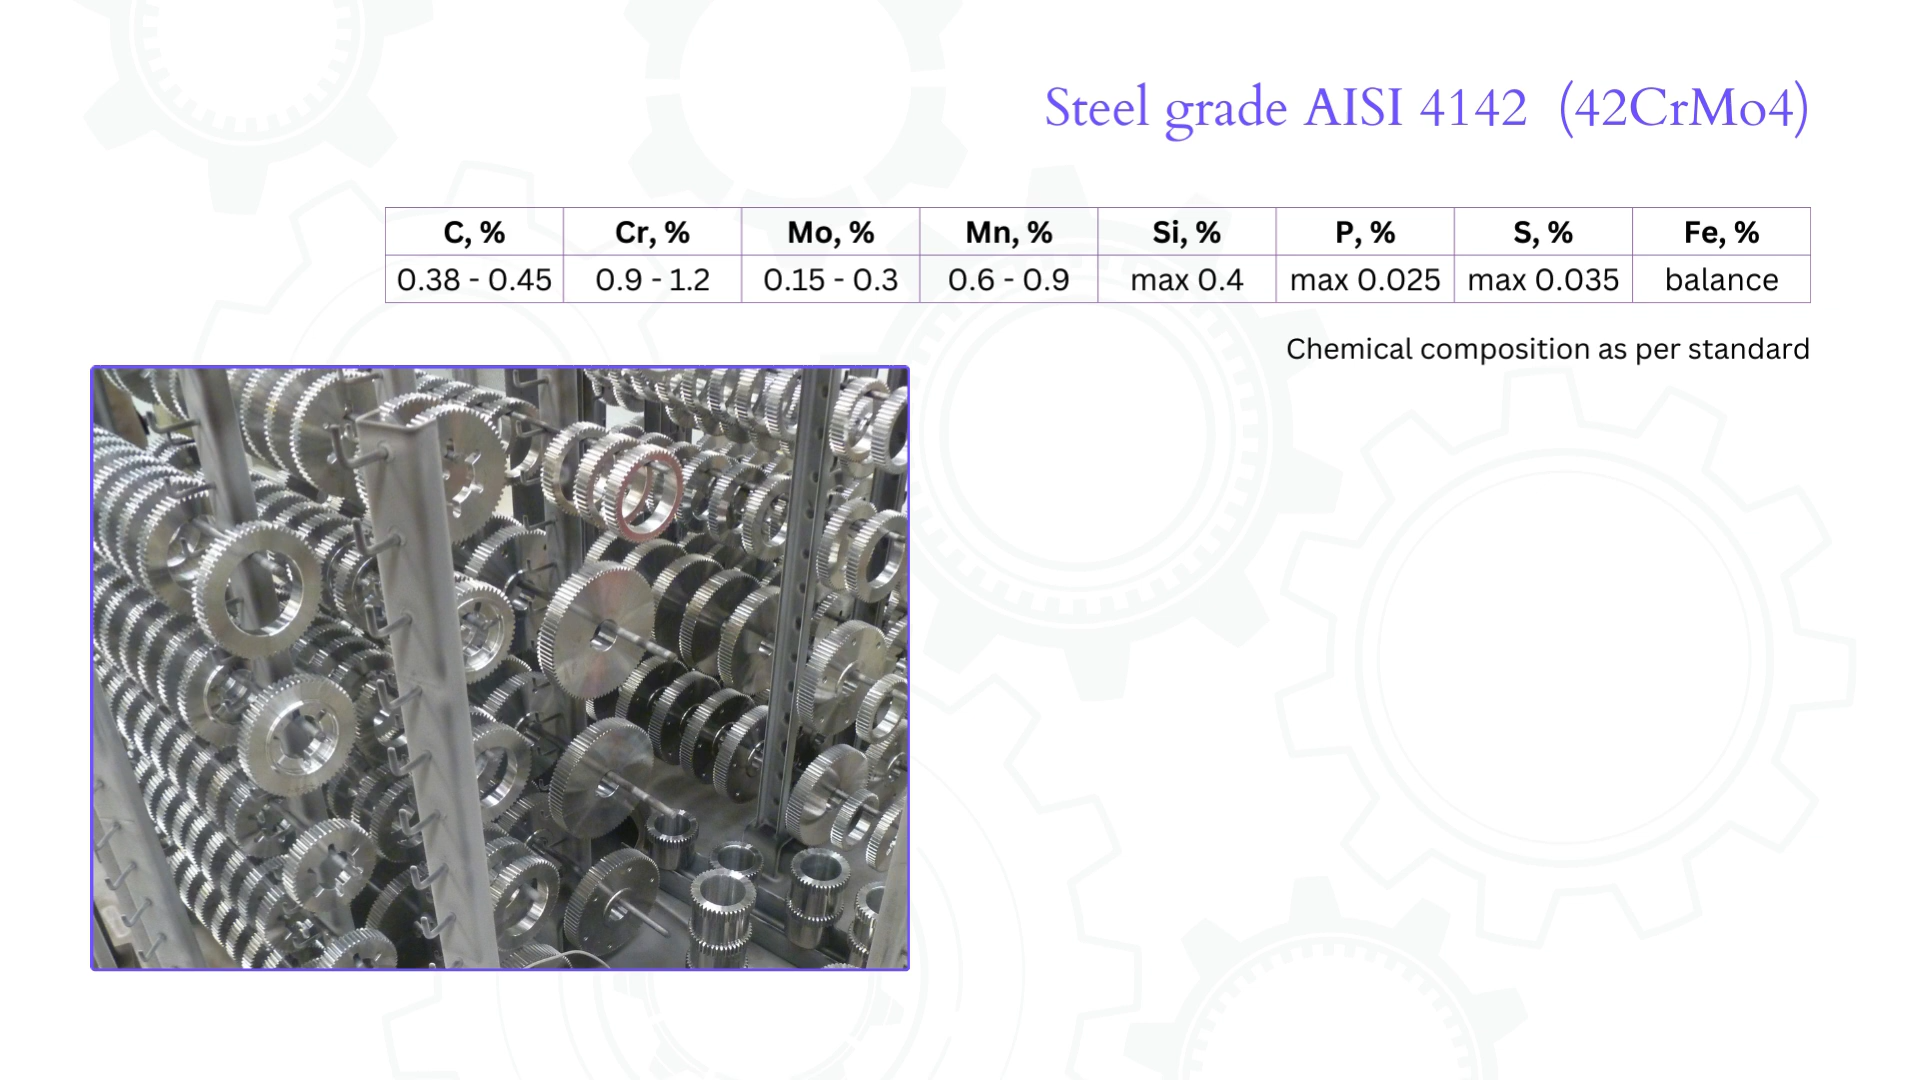 Steel grade AISI 4142 (42CrMo4)
C, % Cr, % Mo, % Mn, % Si, % P, % S, % Fe, %
0.38 - 0.45 0.9 - 1.2 0.15 - 0.3 0.6 - 0.9 max 0.4 max 0.025 max 0.035 balance
Chemical composition as per standard